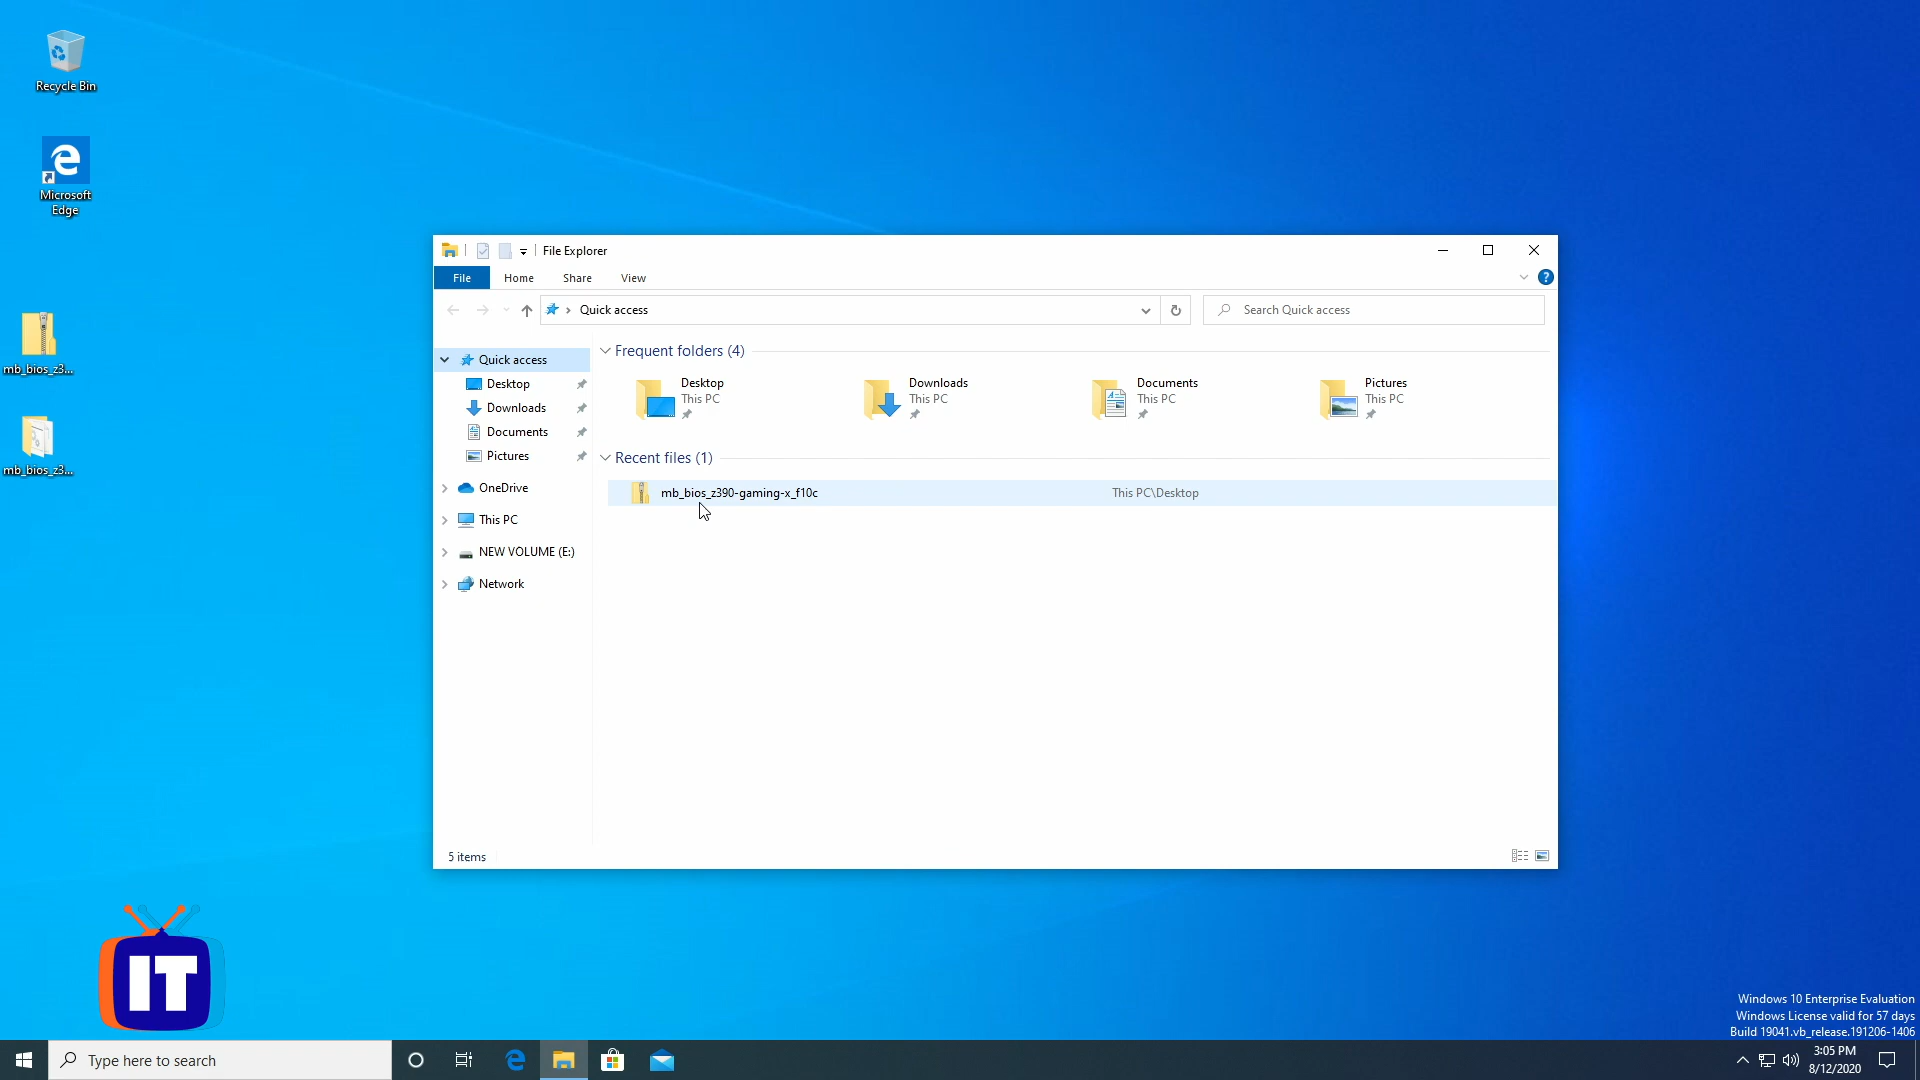 Recycle Bin
Microsoft
Edge
mb_bios_z3...
mb_bios_z3...
File Explorer
File Home Share View
?
Quick access
Search Quick access
Quick access
Desktop
Downloads
Documents
Pictures
OneDrive
This PC
NEW VOLUME (E:)
Network
Frequent folders (4)
Desktop
This PC
Downloads
This PC
Documents
This PC
Pictures
This PC
Recent files (1)
mb_bios_z390-gaming-x_f10c This PC\Desktop
5 items
IT
Windows 10 Enterprise Evaluation
Windows License valid for 57 days
Build 19041.vb_release.191206-1406
Type here to search
3:05 PM
8/12/2020